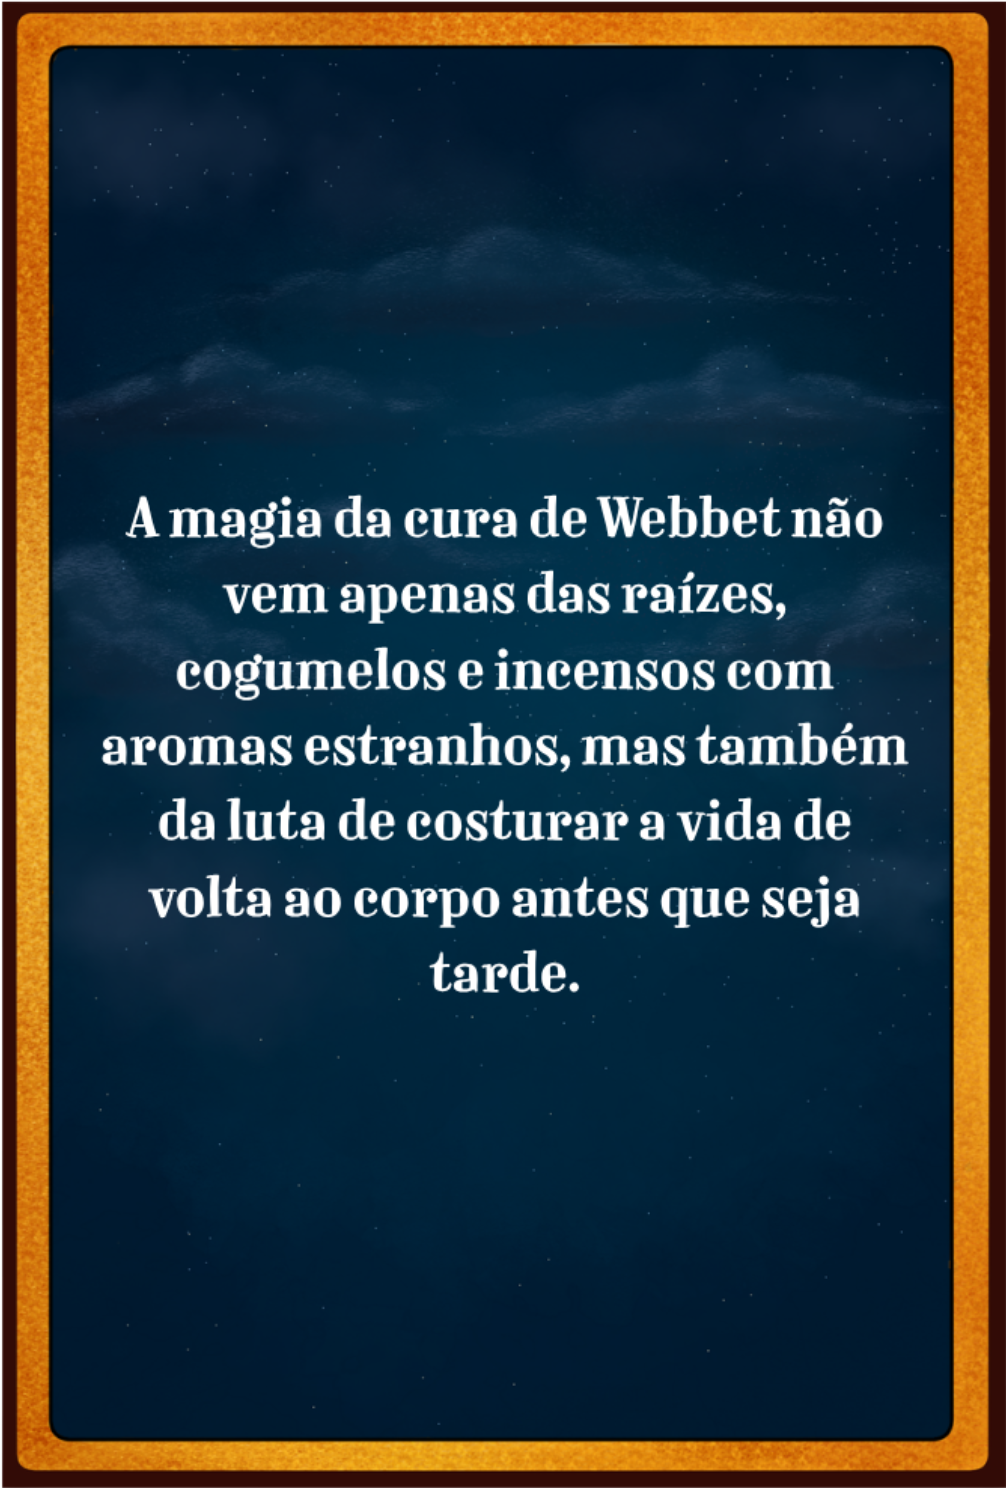 A magia da cura de Webbet não
vem apenas das raízes,
cogumelos e incensos com
aromas estranhos, mas também
da luta de costurar a vida de
volta ao corpo antes que seja
tarde.